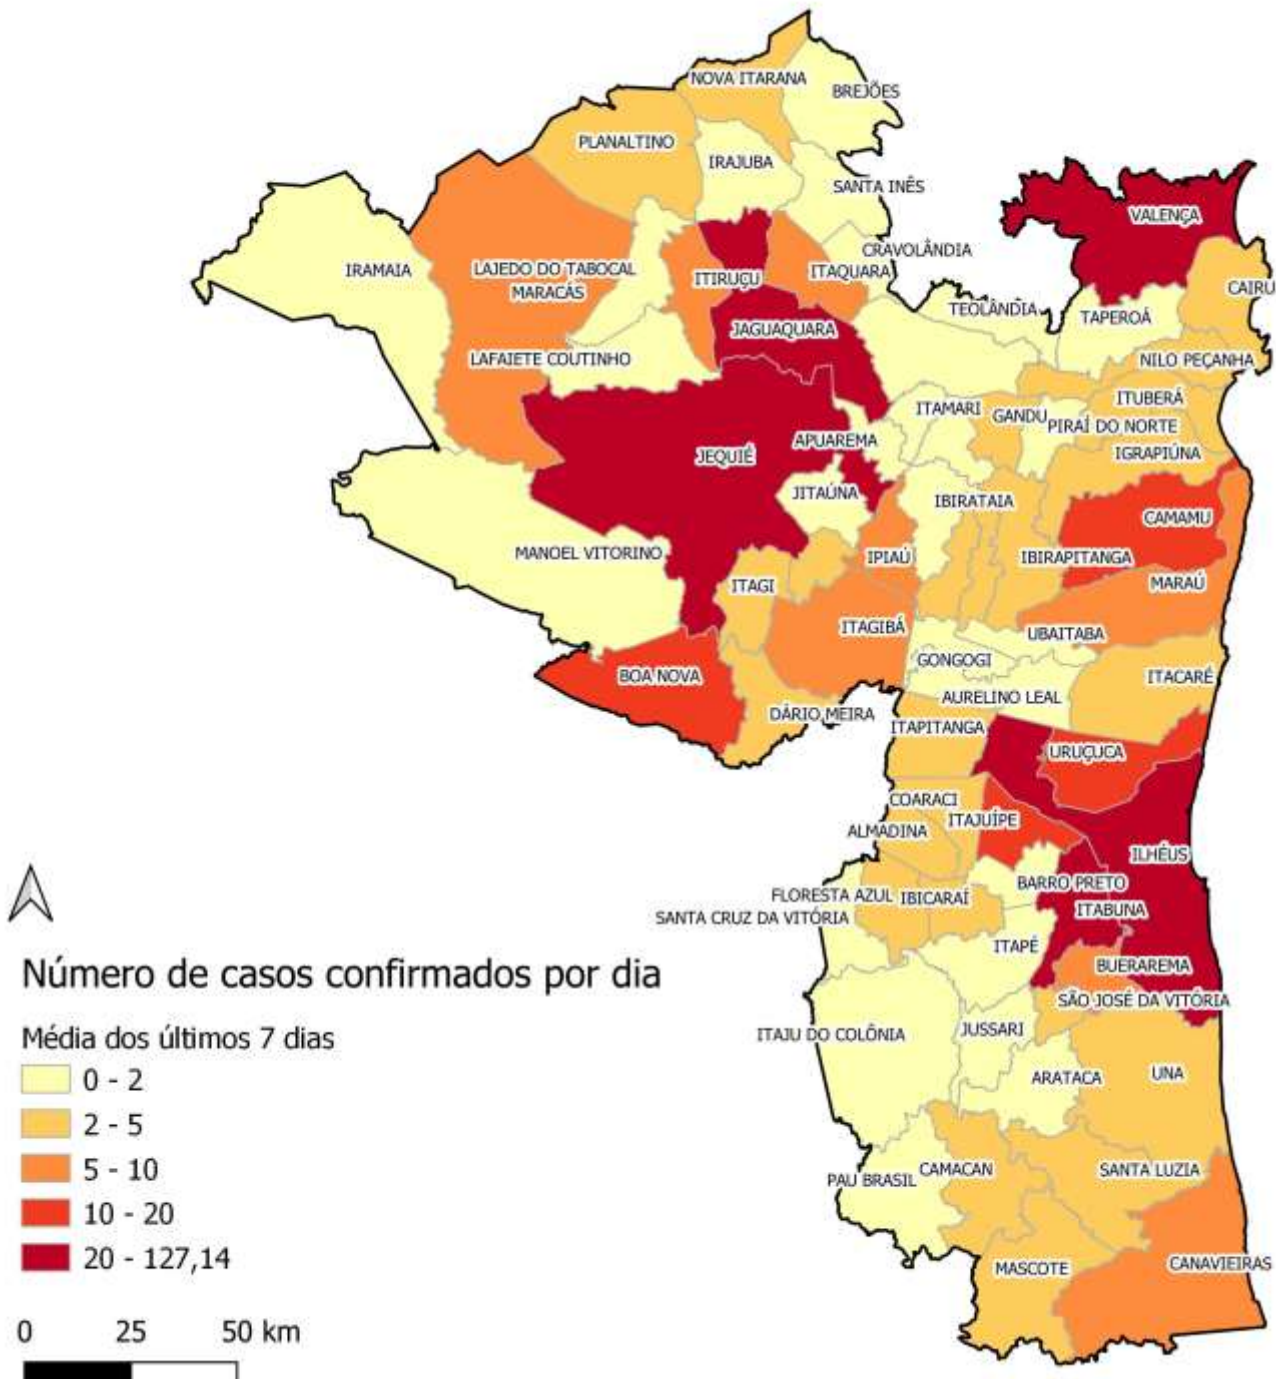 NOVA ITARANA
BREJÕES
PLANALTINO
IRAJUBA
SANTA INÊS
VALENÇA
CRAVOLÂNDIA
IRAMAIA
LAJEDO DO TABOCAL
ITIRUÇU
ITAQUARA
MARACÁS
CAIRU
TEOLÂNDIA
TAPEROÁ
JAGUAQUARA
LAFAIETE COUTINHO
NILO PEÇANHA
ITUBERÁ
ITAMARI
GANDU
PIRAÍ DO NORTE
APUAREMA
IGRAPIÚNA
JEQUIÉ
JITAÚNA
IBIRATAIA
CAMAMU
MANOEL VITORINO
IPIAÚ
IBIRAPITANGA
ITAGI
MARAÚ
ITAGIBÁ
UBAITABA
GONGOGI
BOA NOVA
ITACARÉ
AURELINO LEAL
DÁRIO MEIRA
ITAPITANGA
URUÇUCA
COARACI
ITAJUÍPE
ALMADINA
ILHÉUS
BARRO PRETO
FLORESTA AZUL
IBICARAÍ
ITABUNA
SANTA CRUZ DA VITÓRIA
ITAPÉ
BUERAREMA
SÃO JOSÉ DA VITÓRIA
ITAJU DO COLÔNIA
JUSSARI
ARATACA
UNA
CAMACAN
SANTA LUZIA
PAU BRASIL
MASCOTE
CANAVIEIRAS
Número de casos confirmados por dia
Média dos últimos 7 dias
0 - 2
2 - 5
5 - 10
10 - 20
20 - 127,14
0 25 50 km